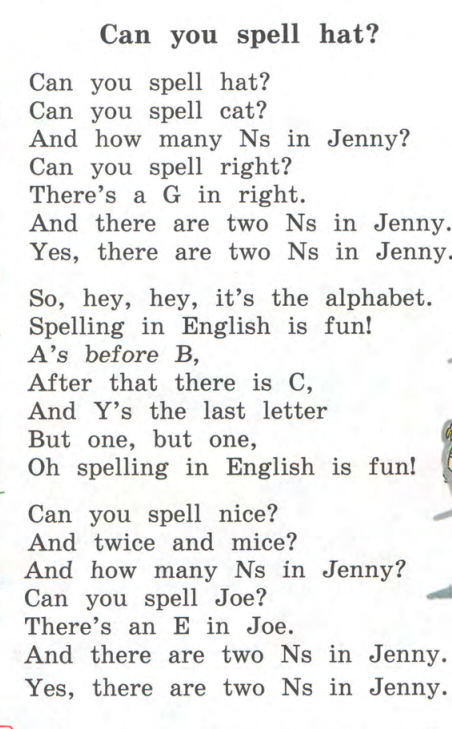 Can you spell hat?
Can you spell hat?
Can you spell cat?
And how many Ns in Jenny?
Can you spell right?
There's a G in right.
And there are two Ns in Jenny.
Yes, there are two Ns in Jenny.
So, hey, hey, it's the alphabet.
Spelling in English is fun!
A's before B,
After that there is C,
And Y's the last letter
But one, but one,
Oh spelling in English is fun!
Can you spell nice?
And twice and mice?
And how many Ns in Jenny?
Can you spell Joe?
There's an E in Joe.
And there are two Ns in Jenny.
Yes, there are two Ns in Jenny.